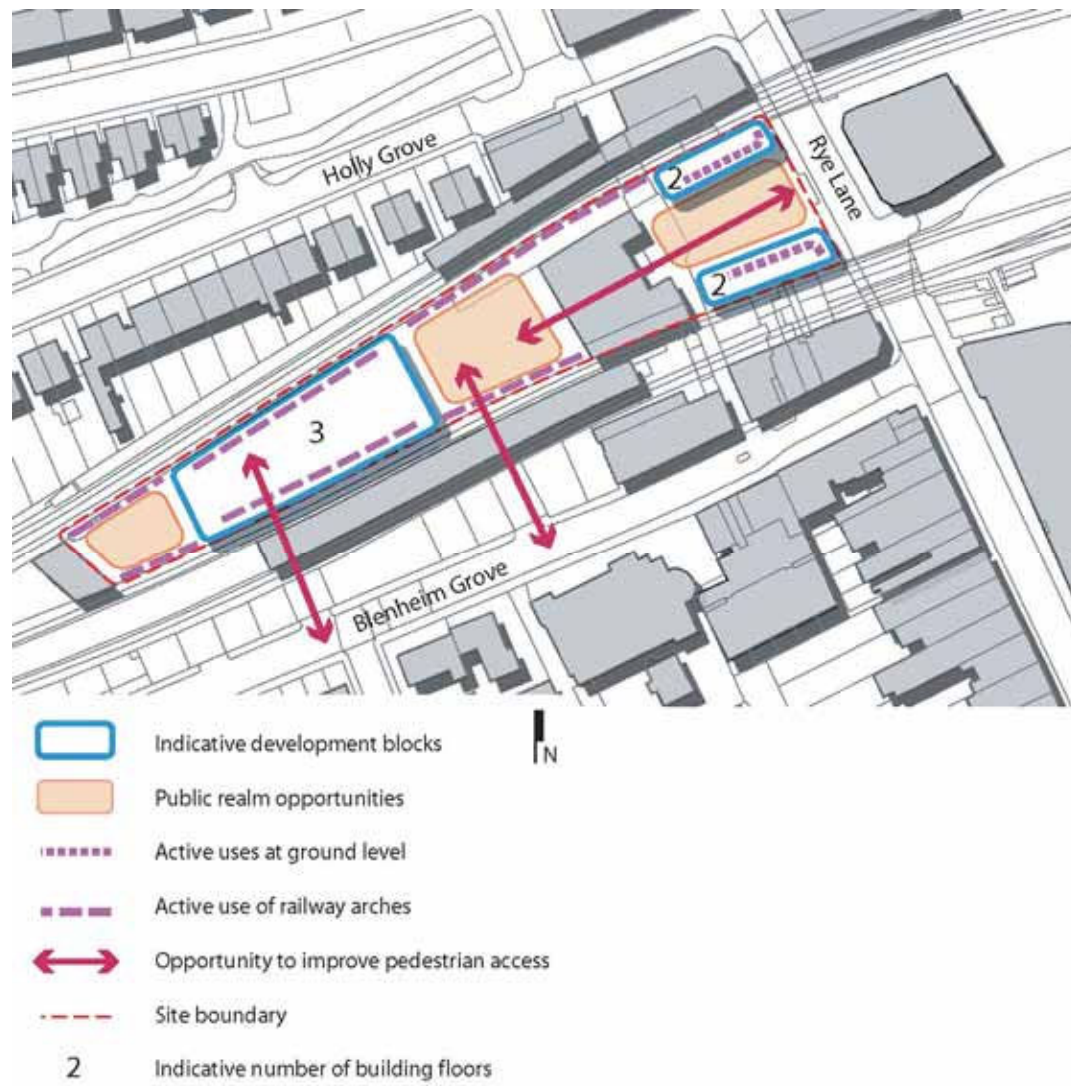 Holly Grove
Rye Lane
2
2
3
Blenheim Grove
N
Indicative development blocks
Public realm opportunities
Active uses at ground level
Active use of railway arches
Opportunity to improve pedestrian access
Site boundary
2 Indicative number of building floors